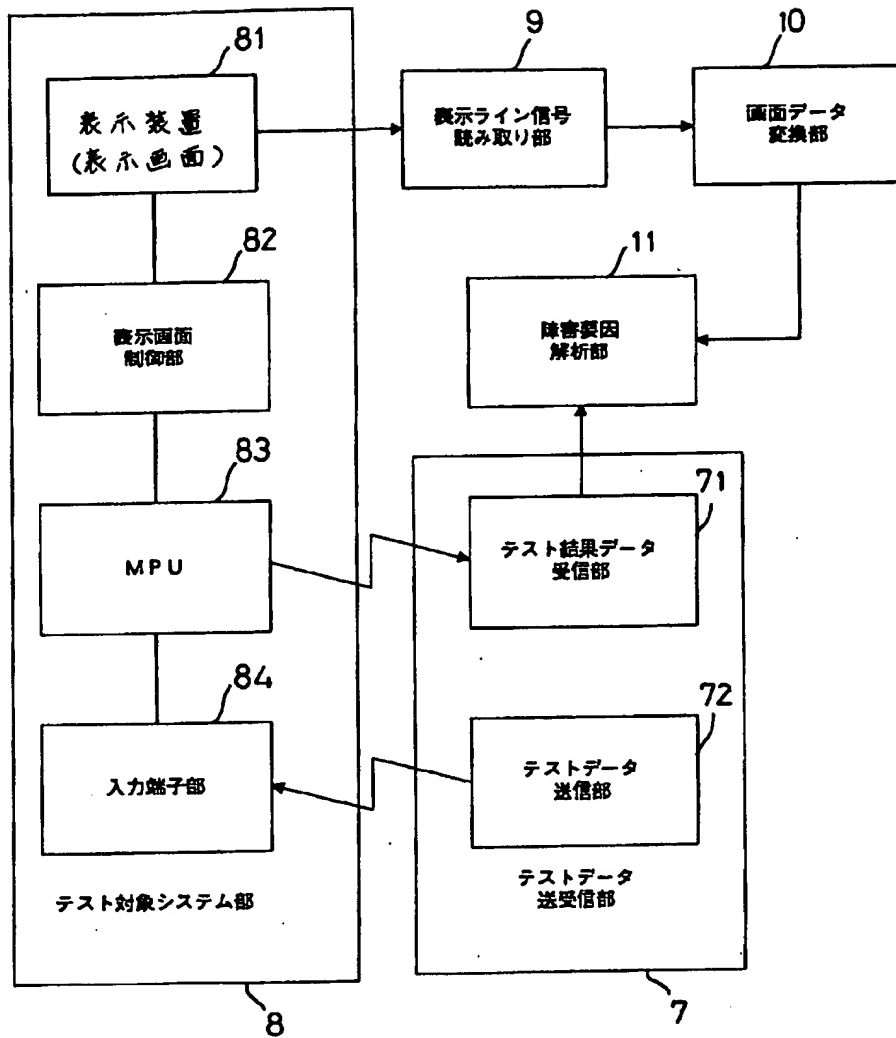 81
表示装置
(表示画面)
9
表示ライン信号
読み取り部
10
画面データ
変換部
82
表示画面
制御部
11
障害要因
解析部
83
MPU
71
テスト結果データ
受信部
84
入力端子部
72
テストデータ
送信部
テスト対象システム部
テストデータ
送受信部
8
7